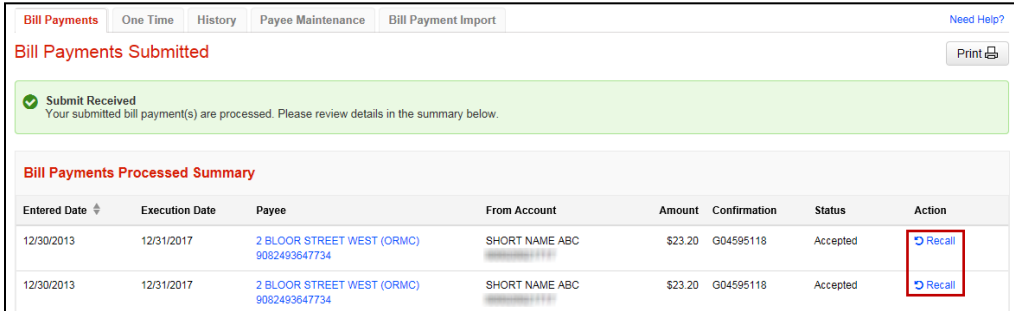 Bill Payments One Time History Payee Maintenance Bill Payment Import Need Help?
Bill Payments Submitted Print
Submit Received
Your submitted bill payment(s) are processed. Please review details in the summary below.
Bill Payments Processed Summary
Entered Date Execution Date Payee From Account Amount Confirmation Status Action
12/30/2013 12/31/2017 2 BLOOR STREET WEST (ORMC) SHORT NAME ABC $23.20 G04595118 Accepted Recall
9082493647734
12/30/2013 12/31/2017 2 BLOOR STREET WEST (ORMC) SHORT NAME ABC $23.20 G04595118 Accepted Recall
9082493647734